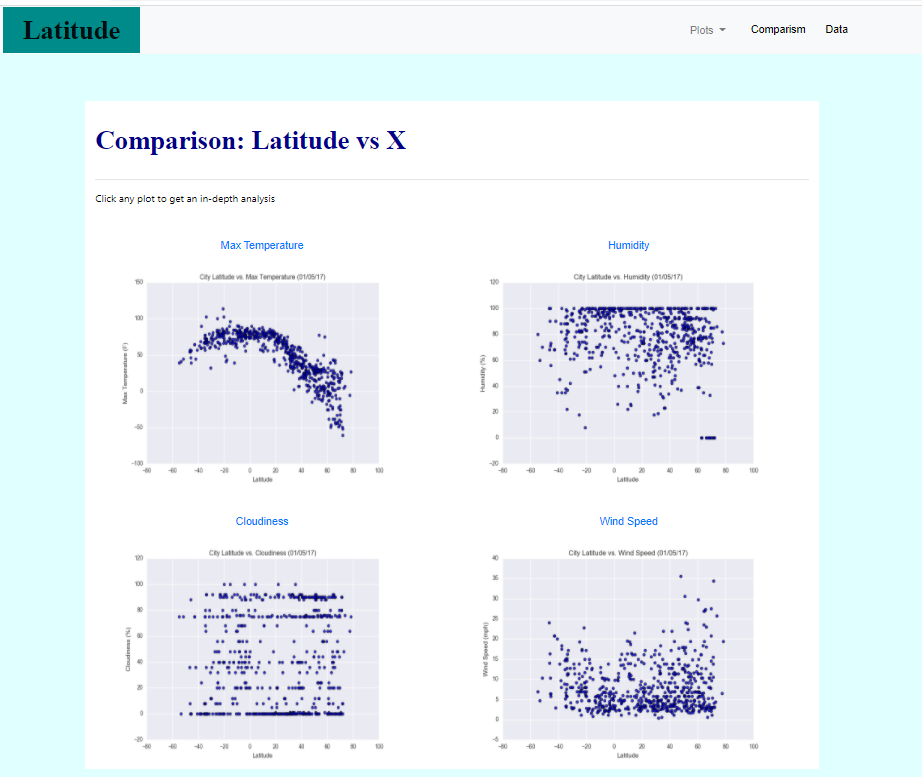 Latitude
Plots
Comparism
Data
Comparison: Latitude vs X
Click any plot to get an in-depth analysis
Max Temperature
Humidity
City Latitude vs. Max Temperature (01/05/17)
150
100
50
0
-50
-100
Max Temperature (F)
-80 -60 -40 -20 0 20 40 60 80 100
Latitude
City Latitude vs. Humidity (01/05/17)
120
100
80
60
40
20
0
-20
Humidity (%)
-80 -60 -40 -20 0 20 40 60 80 100
Latitude
Cloudiness
Wind Speed
City Latitude vs. Cloudiness (01/05/17)
120
100
80
60
40
20
0
-20
Cloudiness (%)
-80 -60 -40 -20 0 20 40 60 80 100
Latitude
City Latitude vs. Wind Speed (01/05/17)
40
35
30
25
20
15
10
5
0
-5
Wind Speed (mph)
-80 -60 -40 -20 0 20 40 60 80 100
Latitude